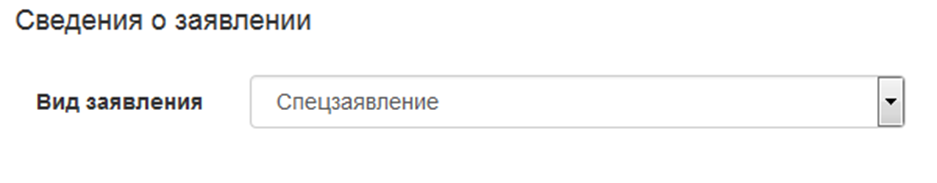 Сведения о заявлении
Вид заявления Спецзаявление